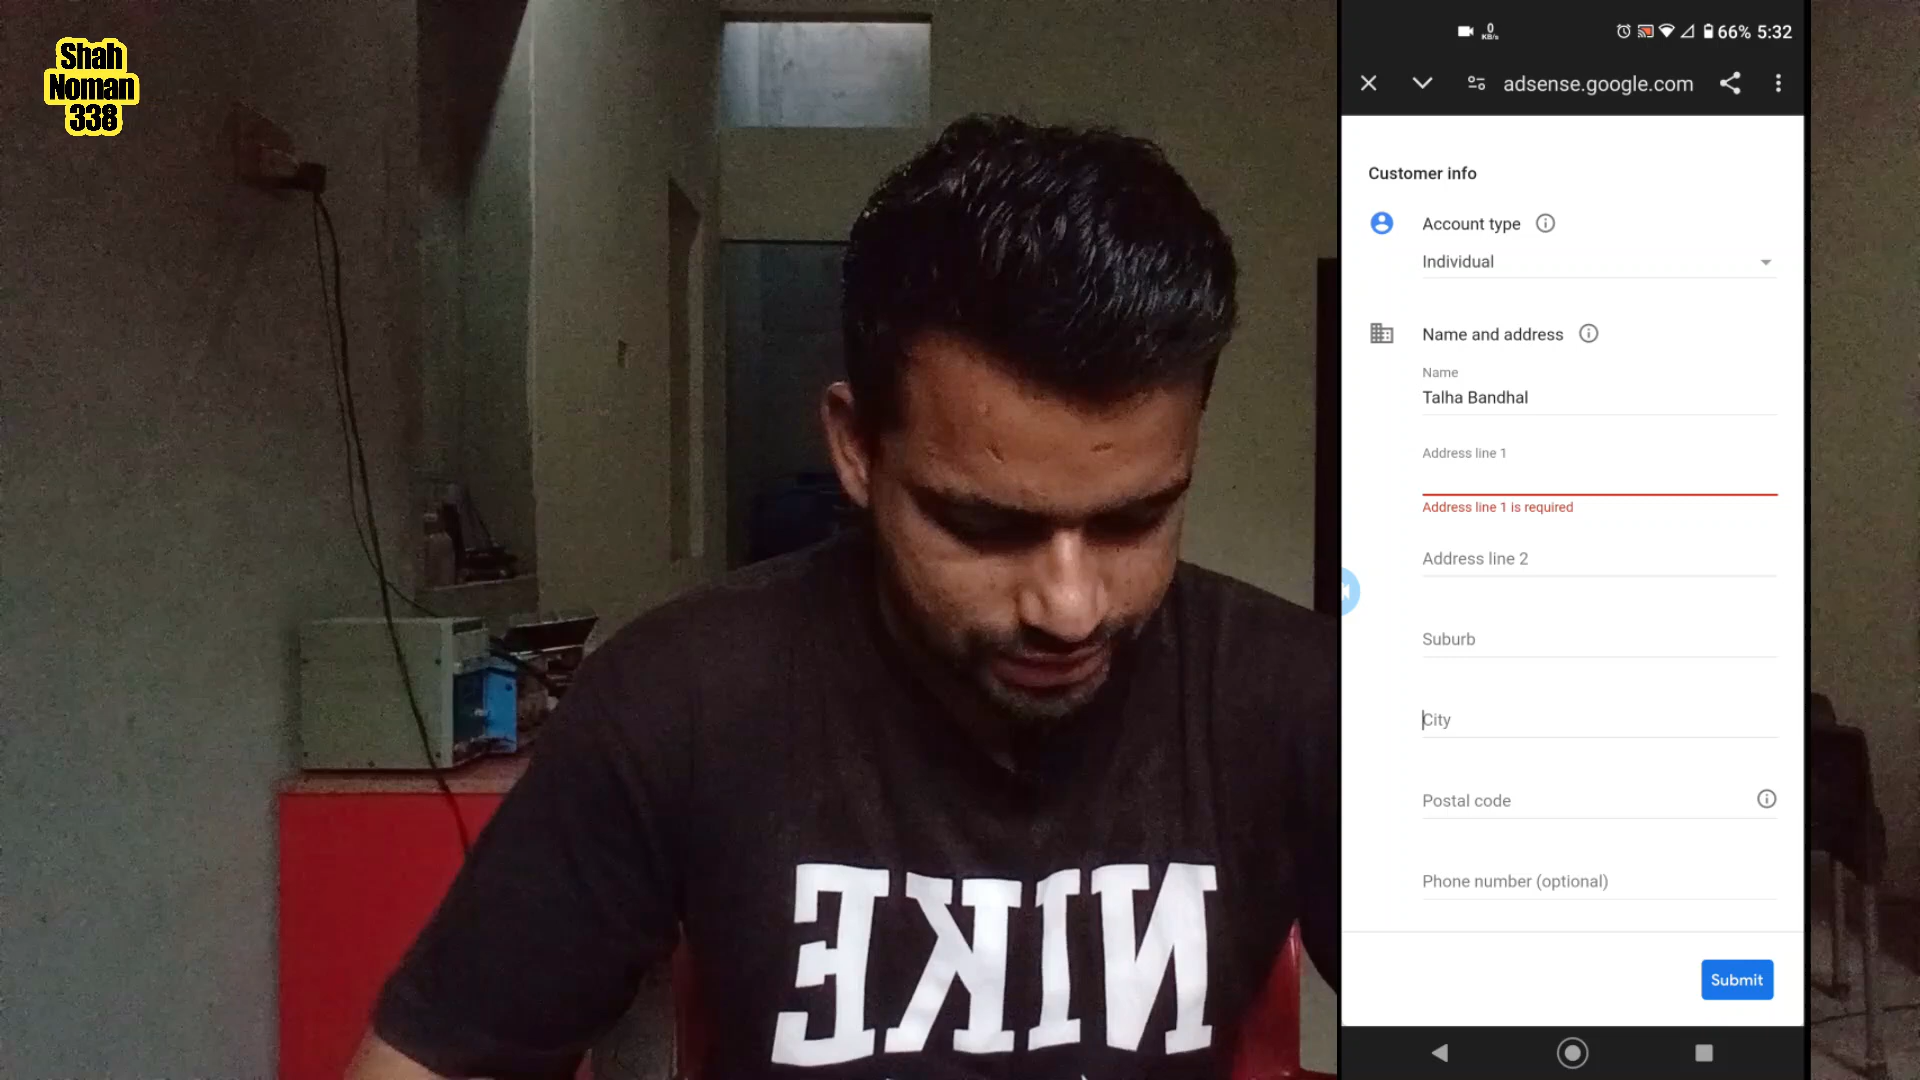 Shah
Noman
338
0
KB/s
66% 5:32
adsense.google.com
Customer info
Account type
Individual
Name and address
Name
Talha Bandhal
Address line 1
Address line 1 is required
Address line 2
Suburb
City
Postal code
Phone number (optional)
Submit
NIKE